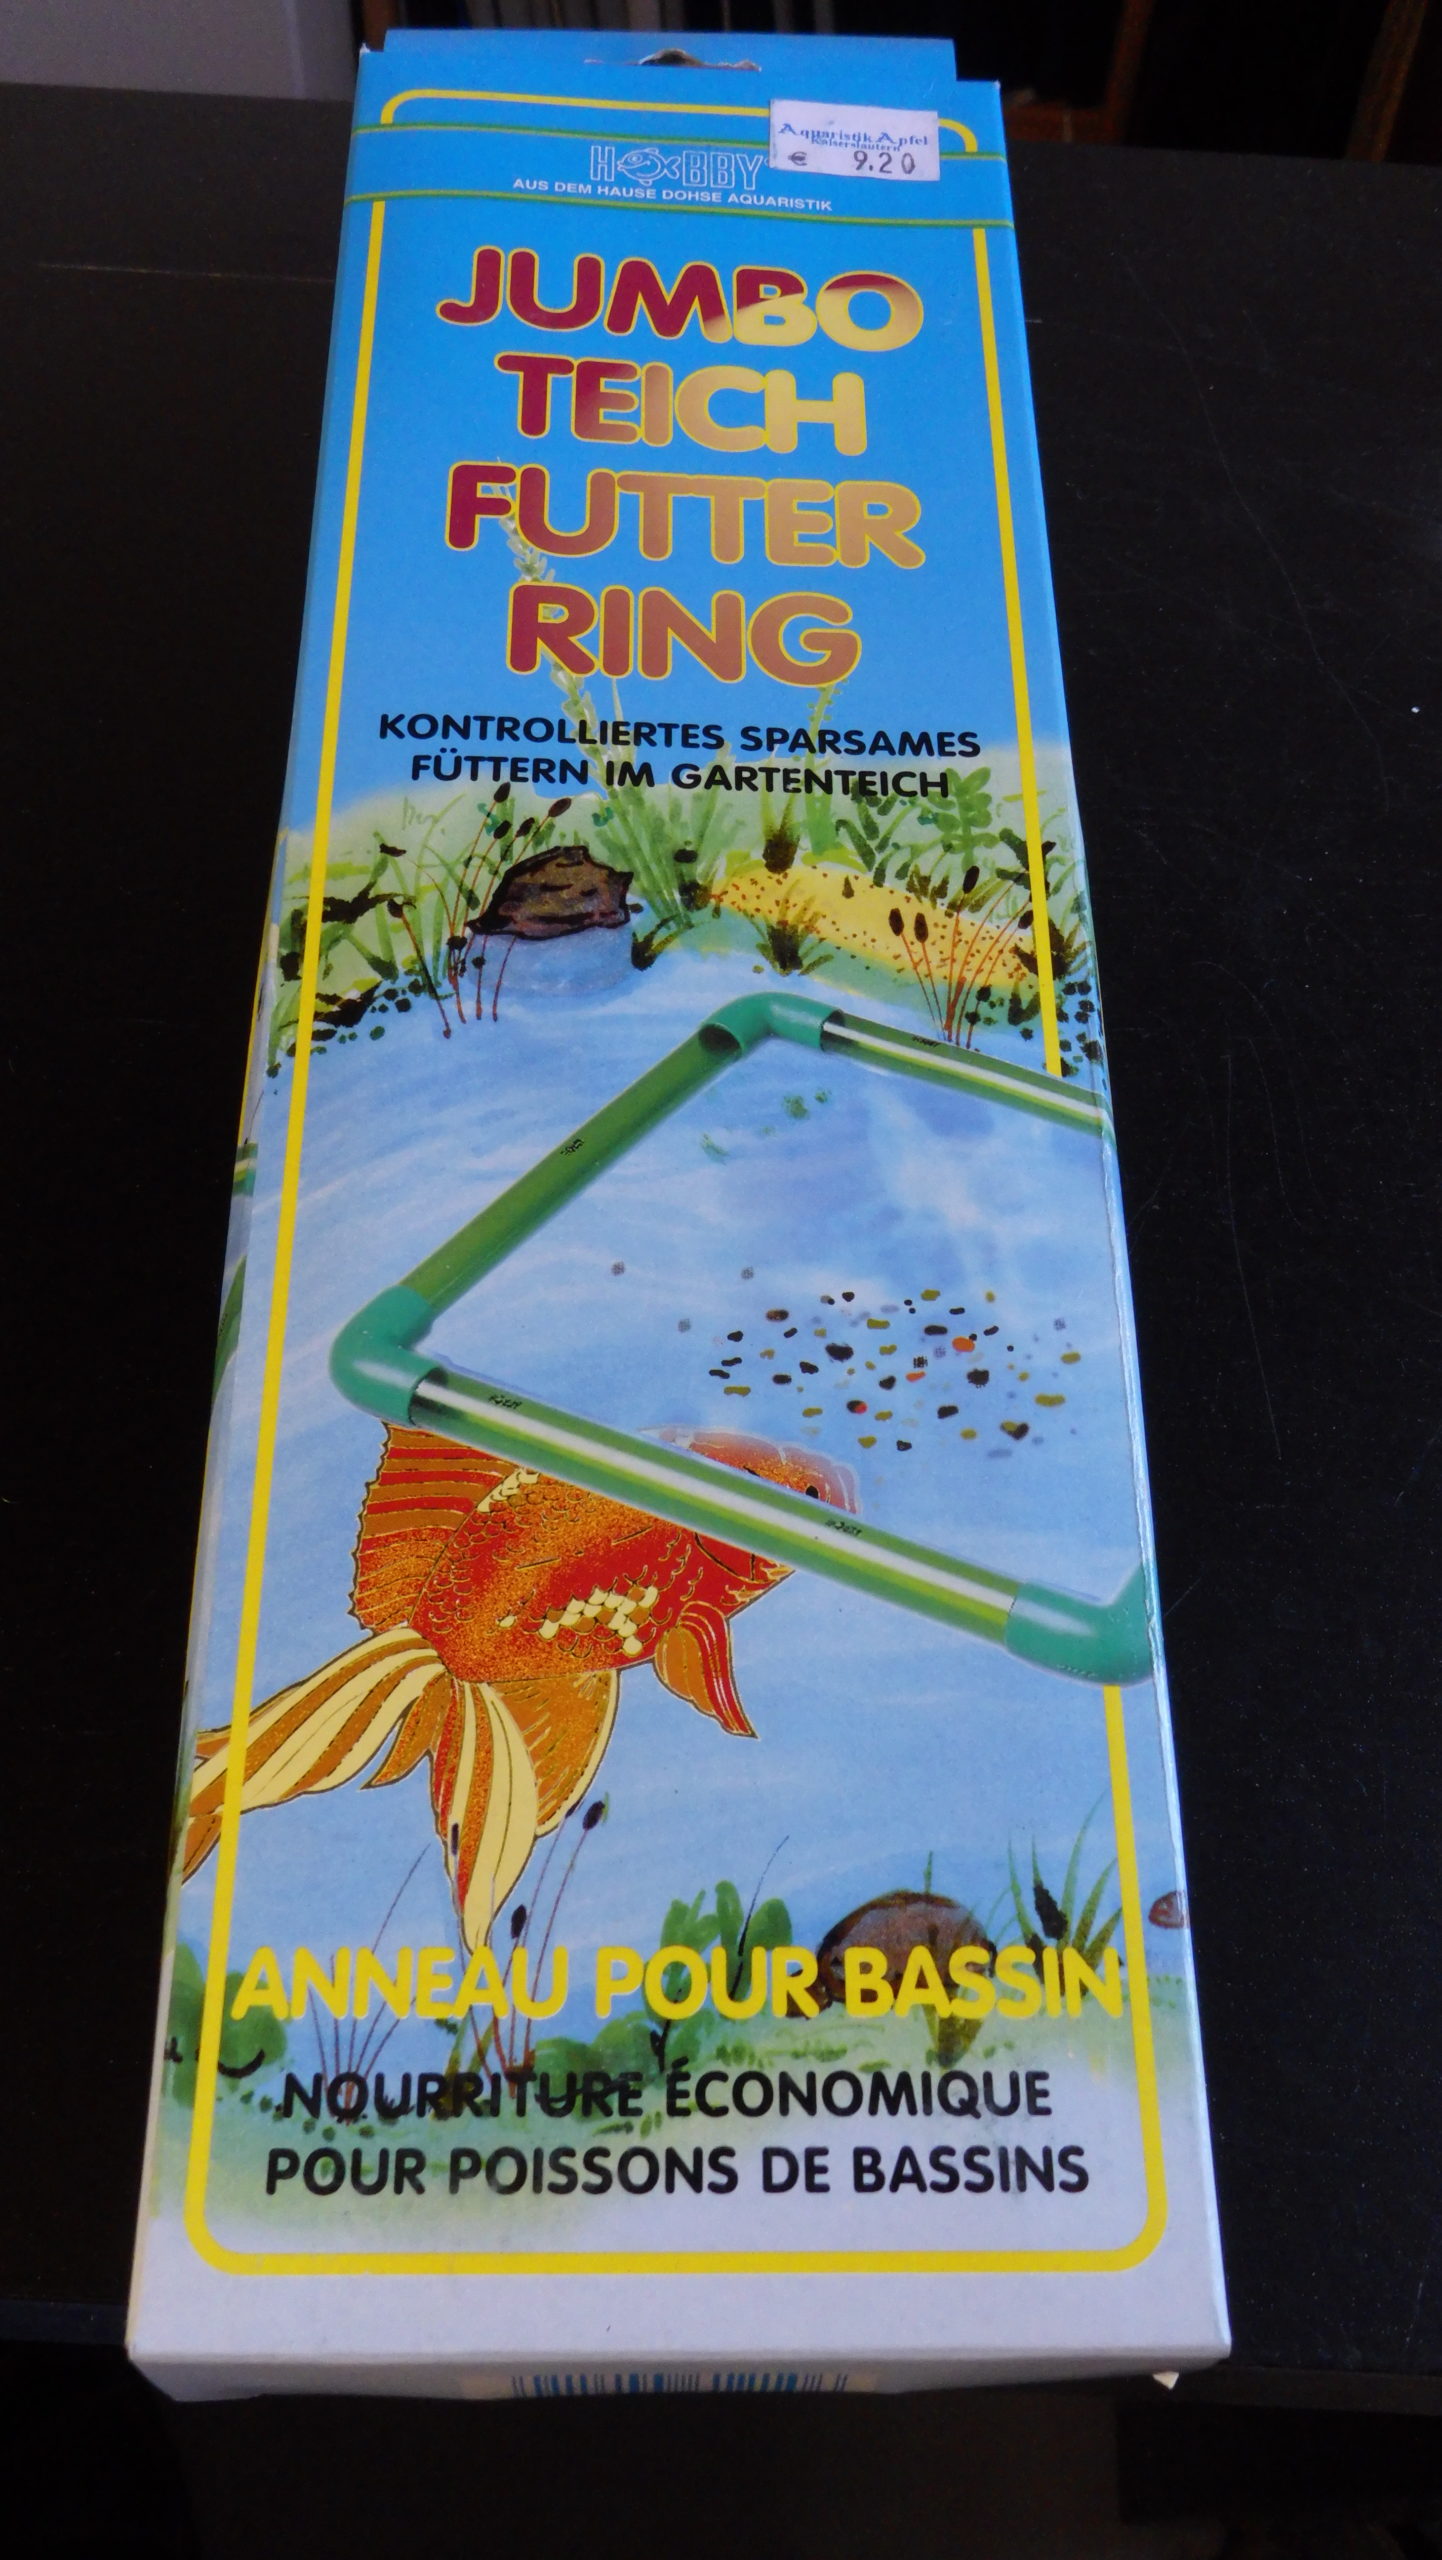 Aquaristik Apfel
Kaiserslautern
€ 9.20
HOBBY
AUS DEM HAUSE DOHSE AQUARISTIK
JUMBO
TEICH
FUTTER
RING
KONTROLLIERTES SPARSAMES
FÜTTERN IM GARTENTEICH
ANNEAU POUR BASSIN
NOURRITURE ÉCONOMIQUE
POUR POISSONS DE BASSINS